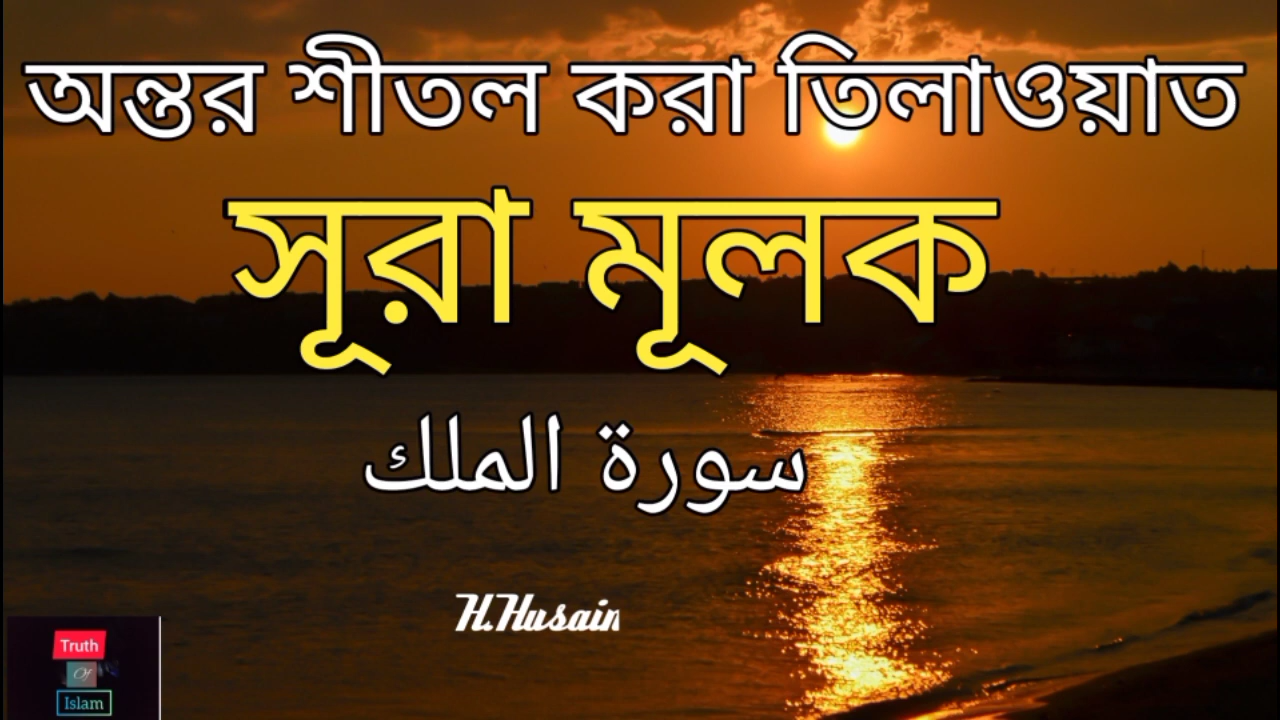 অন্তর শীতল করা তিলাওয়াত
সূরা মূলক
سورة الملك
H.Husain
Truth
Of
Islam